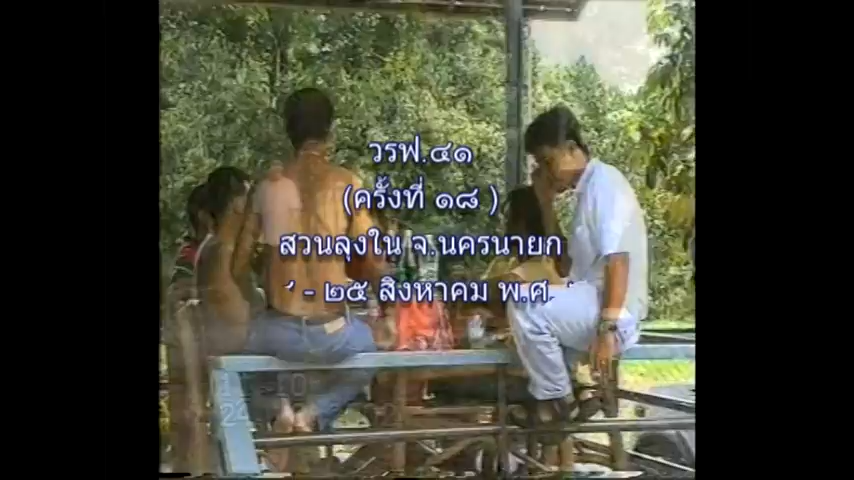 วรฟ.๔๑
(ครั้งที่ ๑๘ )
สวนลุงใน จ.นครนายก
- ๒๕ สิงหาคม พ.ศ.
24